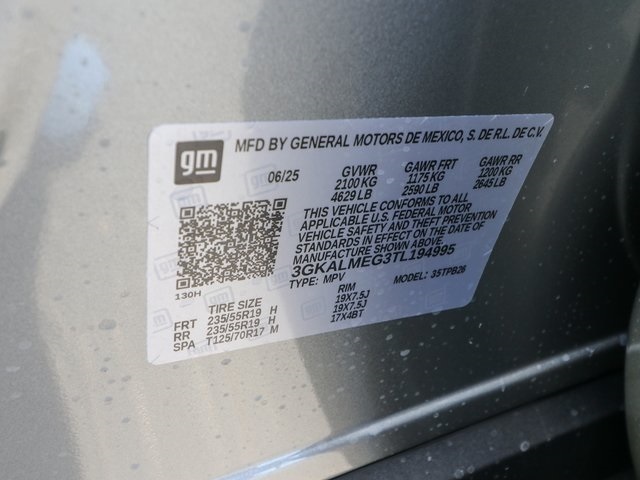 gm
MFD BY GENERAL MOTORS DE MEXICO, S. DE R.L. DE C.V.
06/25 GVWR GAWR FRT GAWR RR
2100 KG 1175 KG 1200 KG
4629 LB 2590 LB 2645 LB
THIS VEHICLE CONFORMS TO ALL
APPLICABLE U.S. FEDERAL MOTOR
VEHICLE SAFETY AND THEFT PREVENTION
STANDARDS IN EFFECT ON THE DATE OF
MANUFACTURE SHOWN ABOVE.
3GKALMEG3TL194995
TYPE: MPV MODEL: 35TPB26
130H
TIRE SIZE RIM
FRT 235/55R19 H 19X7.5J
RR 235/55R19 H 19X7.5J
SPA T125/70R17 M 17X4BT